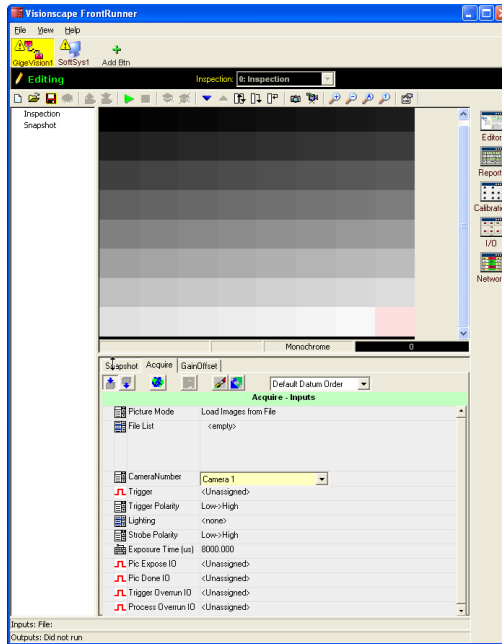 Visionscape FrontRunner
File View Help
GigeVision1 SoftSys1 Add Btn
Editing Inspection: 0: Inspection
Inspection
Snapshot
Editor
Report
Calibrati
I/O
Networ
Monochrome 0
Snapshot Acquire GainOffset
Default Datum Order
Acquire - Inputs
Picture Mode Load Images from File
File List <empty>
CameraNumber Camera 1
Trigger <Unassigned>
Trigger Polarity Low->High
Lighting <none>
Strobe Polarity Low->High
Exposure Time (us) 8000.000
Pic Expose IO <Unassigned>
Pic Done IO <Unassigned>
Trigger Overrun IO <Unassigned>
Process Overrun IO <Unassigned>
Inputs: File:
Outputs: Did not run